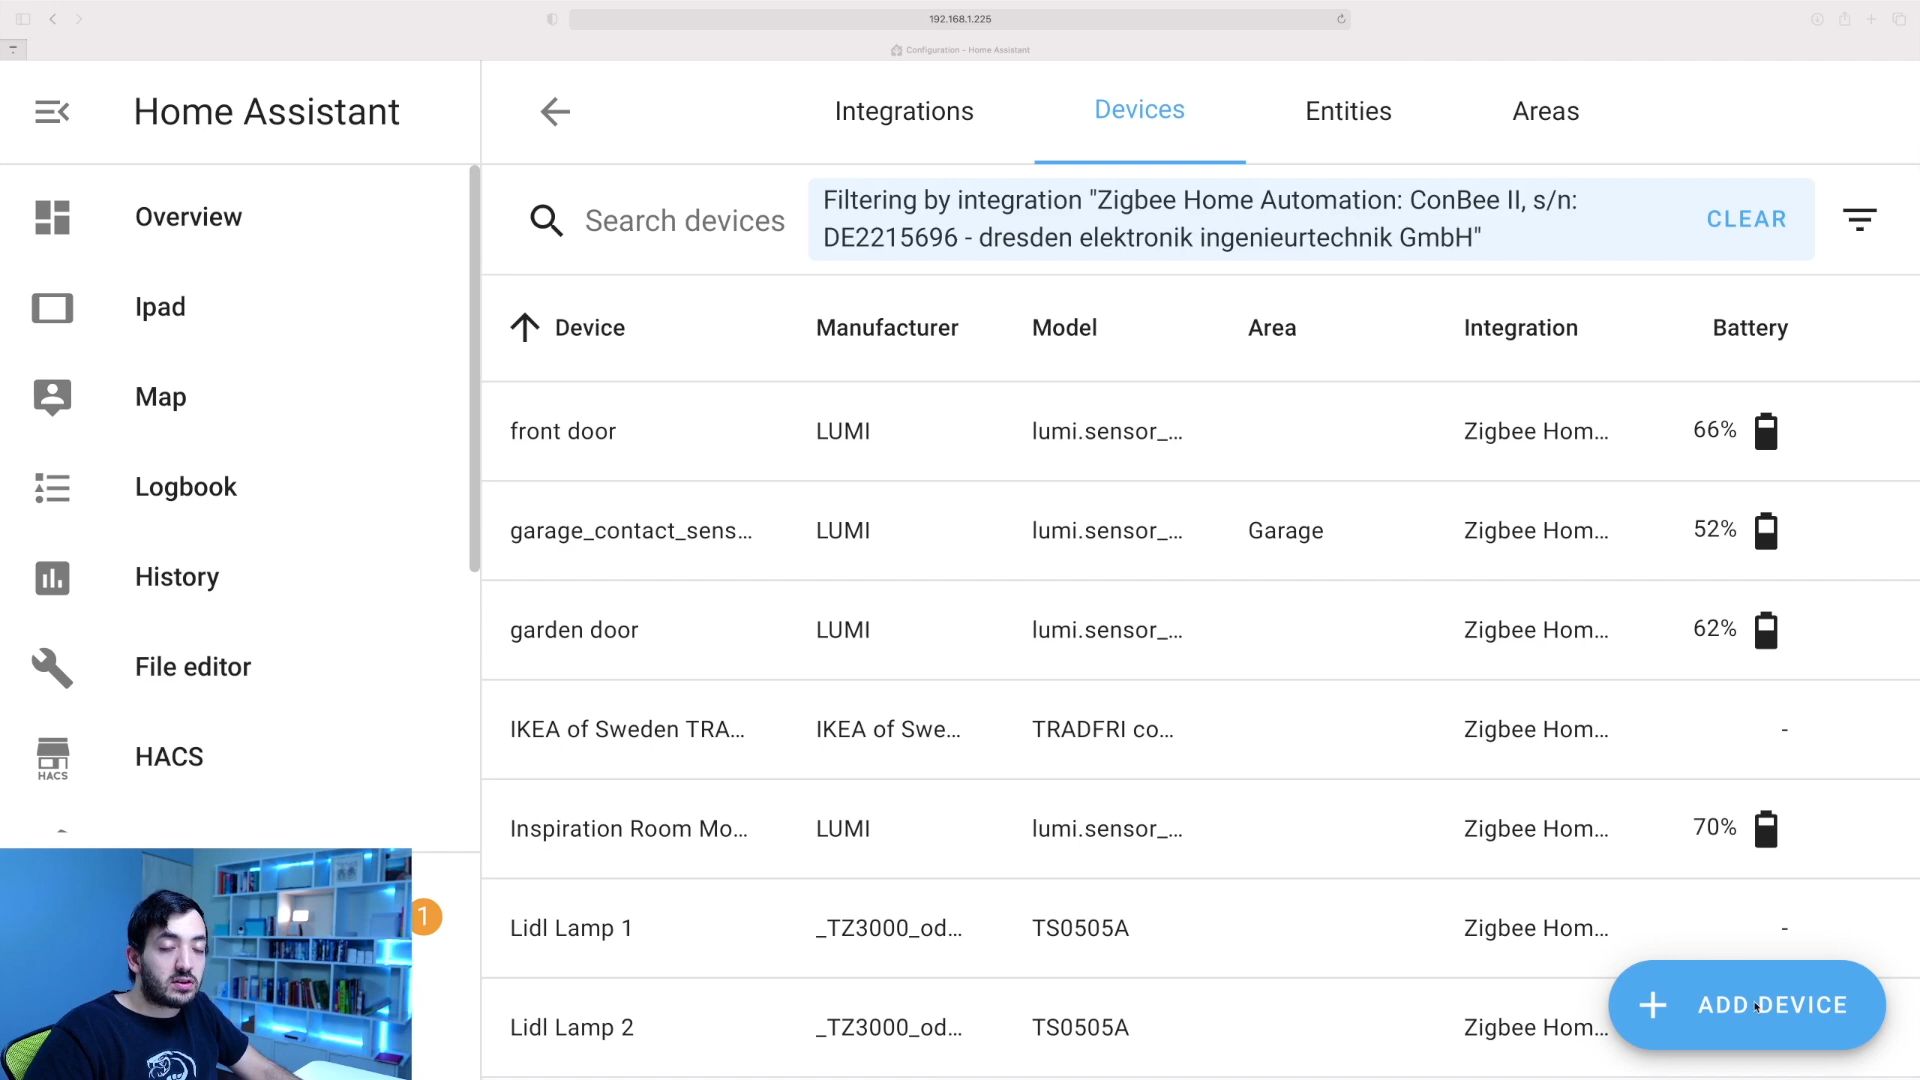 192.168.1.225
Configuration - Home Assistant
Home Assistant
Integrations
Devices
Entities
Areas
Overview
Ipad
Map
Logbook
History
File editor
HACS
HACS
1
Search devices
Filtering by integration "Zigbee Home Automation: ConBee II, s/n:
DE2215696 - dresden elektronik ingenieurtechnik GmbH"
CLEAR
Device Manufacturer Model Area Integration Battery
front door LUMI lumi.sensor_... Zigbee Hom... 66%
garage_contact_sens... LUMI lumi.sensor_... Garage Zigbee Hom... 52%
garden door LUMI lumi.sensor_... Zigbee Hom... 62%
IKEA of Sweden TRA... IKEA of Swe... TRADFRI co... Zigbee Hom... -
Inspiration Room Mo... LUMI lumi.sensor_... Zigbee Hom... 70%
Lidl Lamp 1 _TZ3000_od... TS0505A Zigbee Hom... -
Lidl Lamp 2 _TZ3000_od... TS0505A Zigbee Hom...
+ ADD DEVICE